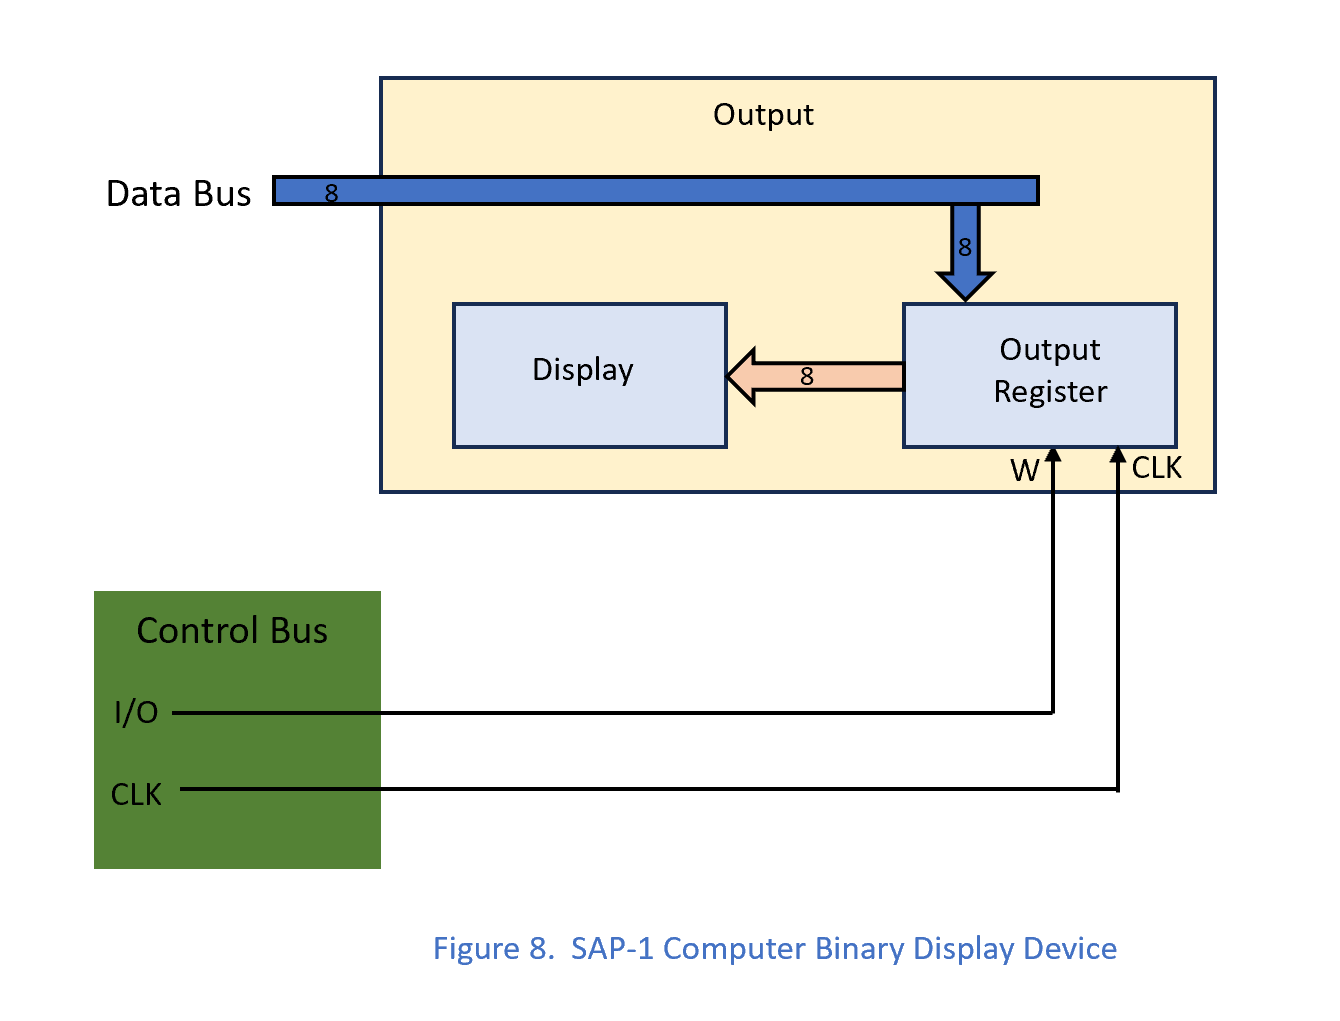 Output
Data Bus
8
8
Display
8
Output
Register
W
CLK
Control Bus
I/O
CLK
Figure 8.  SAP-1 Computer Binary Display Device